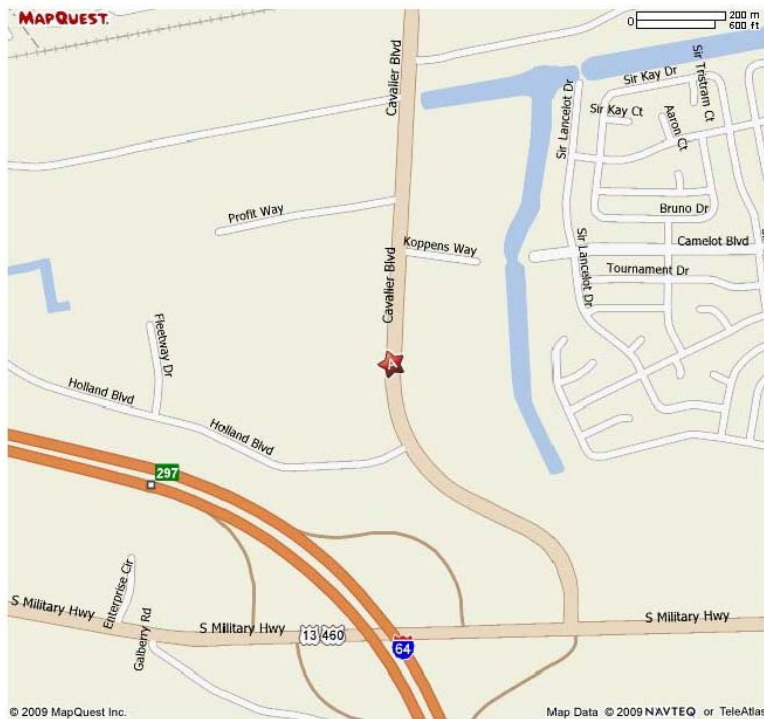 MAPQUEST.
0 200 m
600 ft
Cavalier Blvd
Sir Tristram Ct
Sir Kay Dr
Sir Lancelot Dr
Sir Kay Ct
Aaron Ct
Profit Way
Bruno Dr
Koppens Way
Camelot Blvd
Sir Lancelot Dr
Tournament Dr
Cavalier Blvd
Fleetway Dr
A
Holland Blvd
Holland Blvd
297
Enterprise Cir
S Military Hwy
Galberry Rd
S Military Hwy
13 460
S Military Hwy
64
© 2009 MapQuest Inc.
Map Data © 2009 NAVTEQ or TeleAtlas